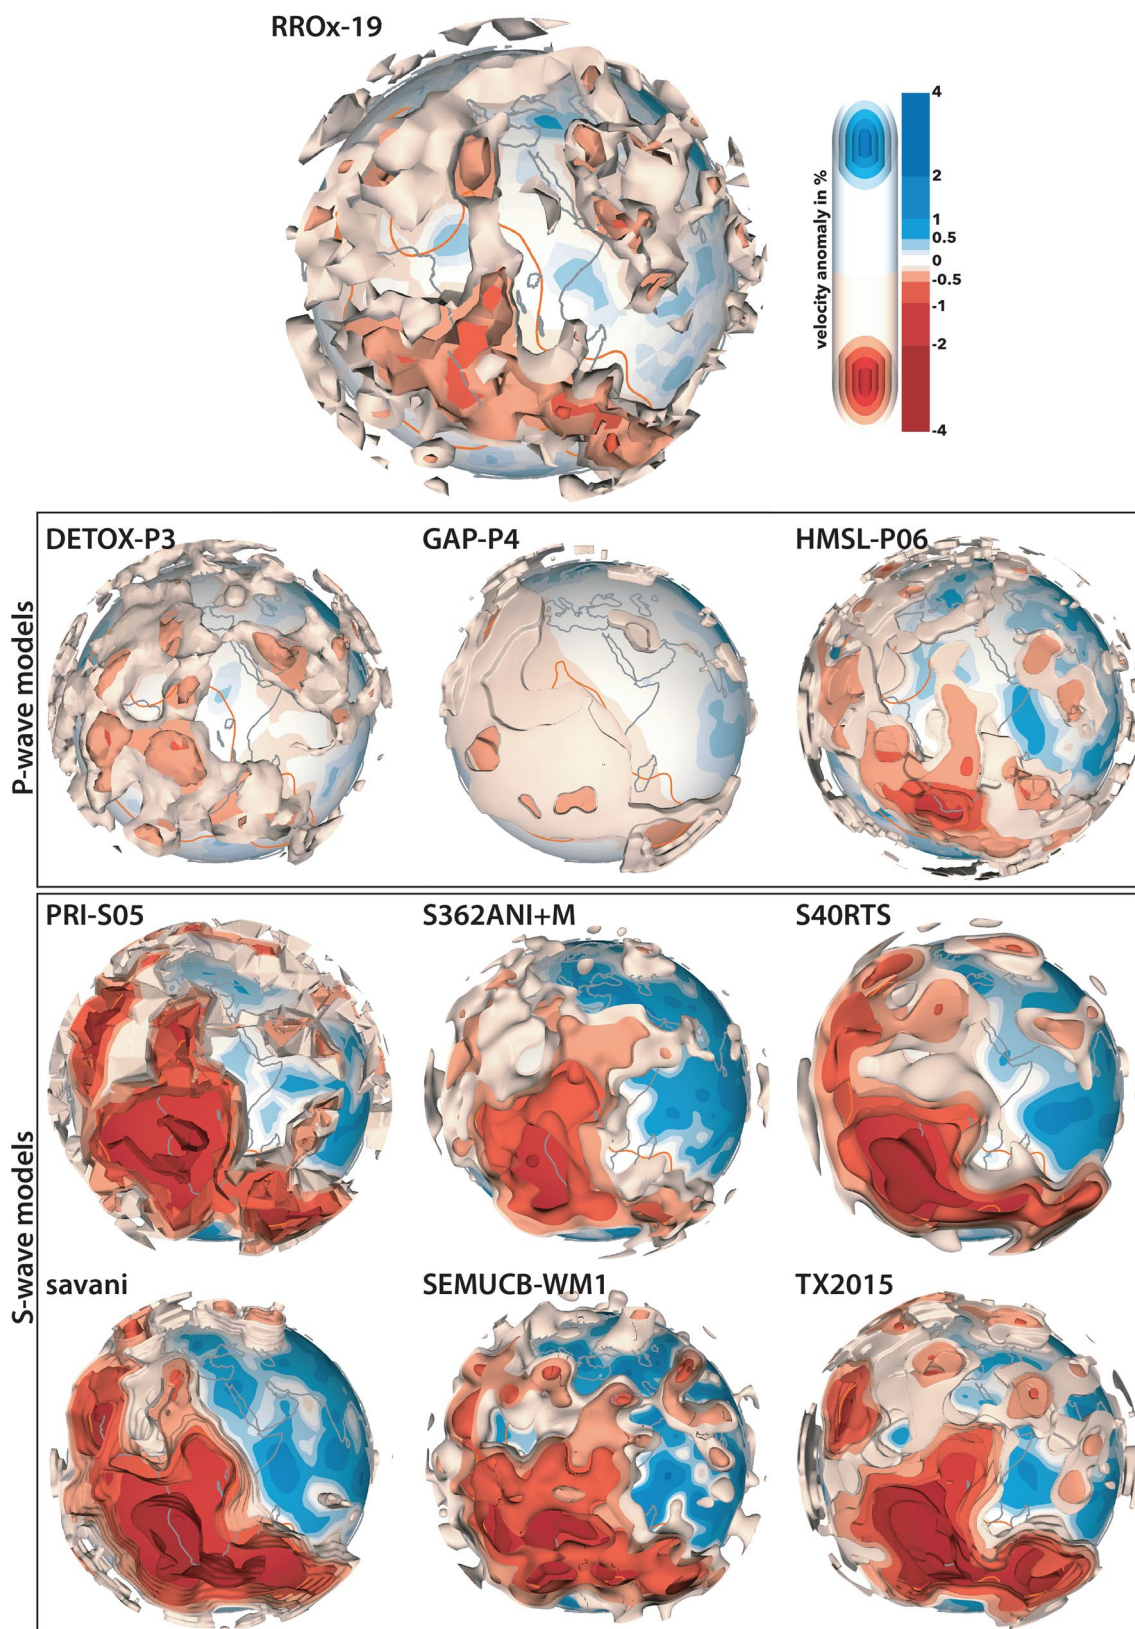 RROx-19
velocity anomaly in %
4
2
1
0.5
0
-0.5
-1
-2
-4
P-wave models
DETOX-P3
GAP-P4
HMSL-P06
S-wave models
PRI-S05
S362ANI+M
S40RTS
savani
SEMUCB-WM1
TX2015